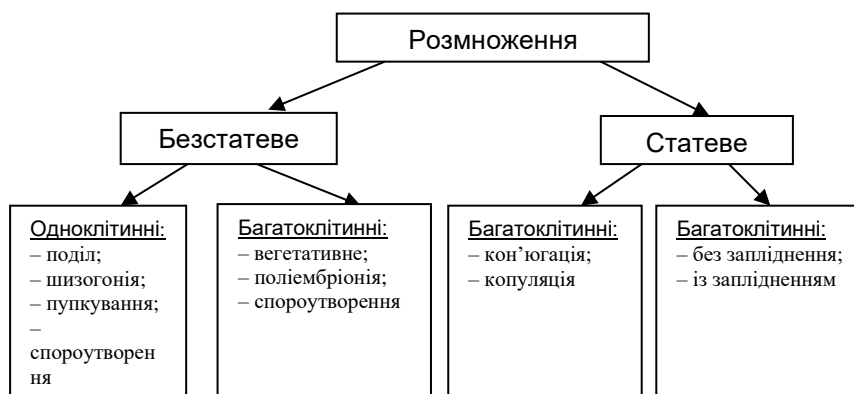 Розмноження
Безстатеве
Статеве
Одноклітинні:
– поділ;
– шизогонія;
– пупкування;
–
спороутворен
ня
Багатоклітинні:
– вегетативне;
– поліембріонія;
– спороутворення
Багатоклітинні:
– кон’югація;
– копуляція
Багатоклітинні:
– без запліднення;
– із заплідненням